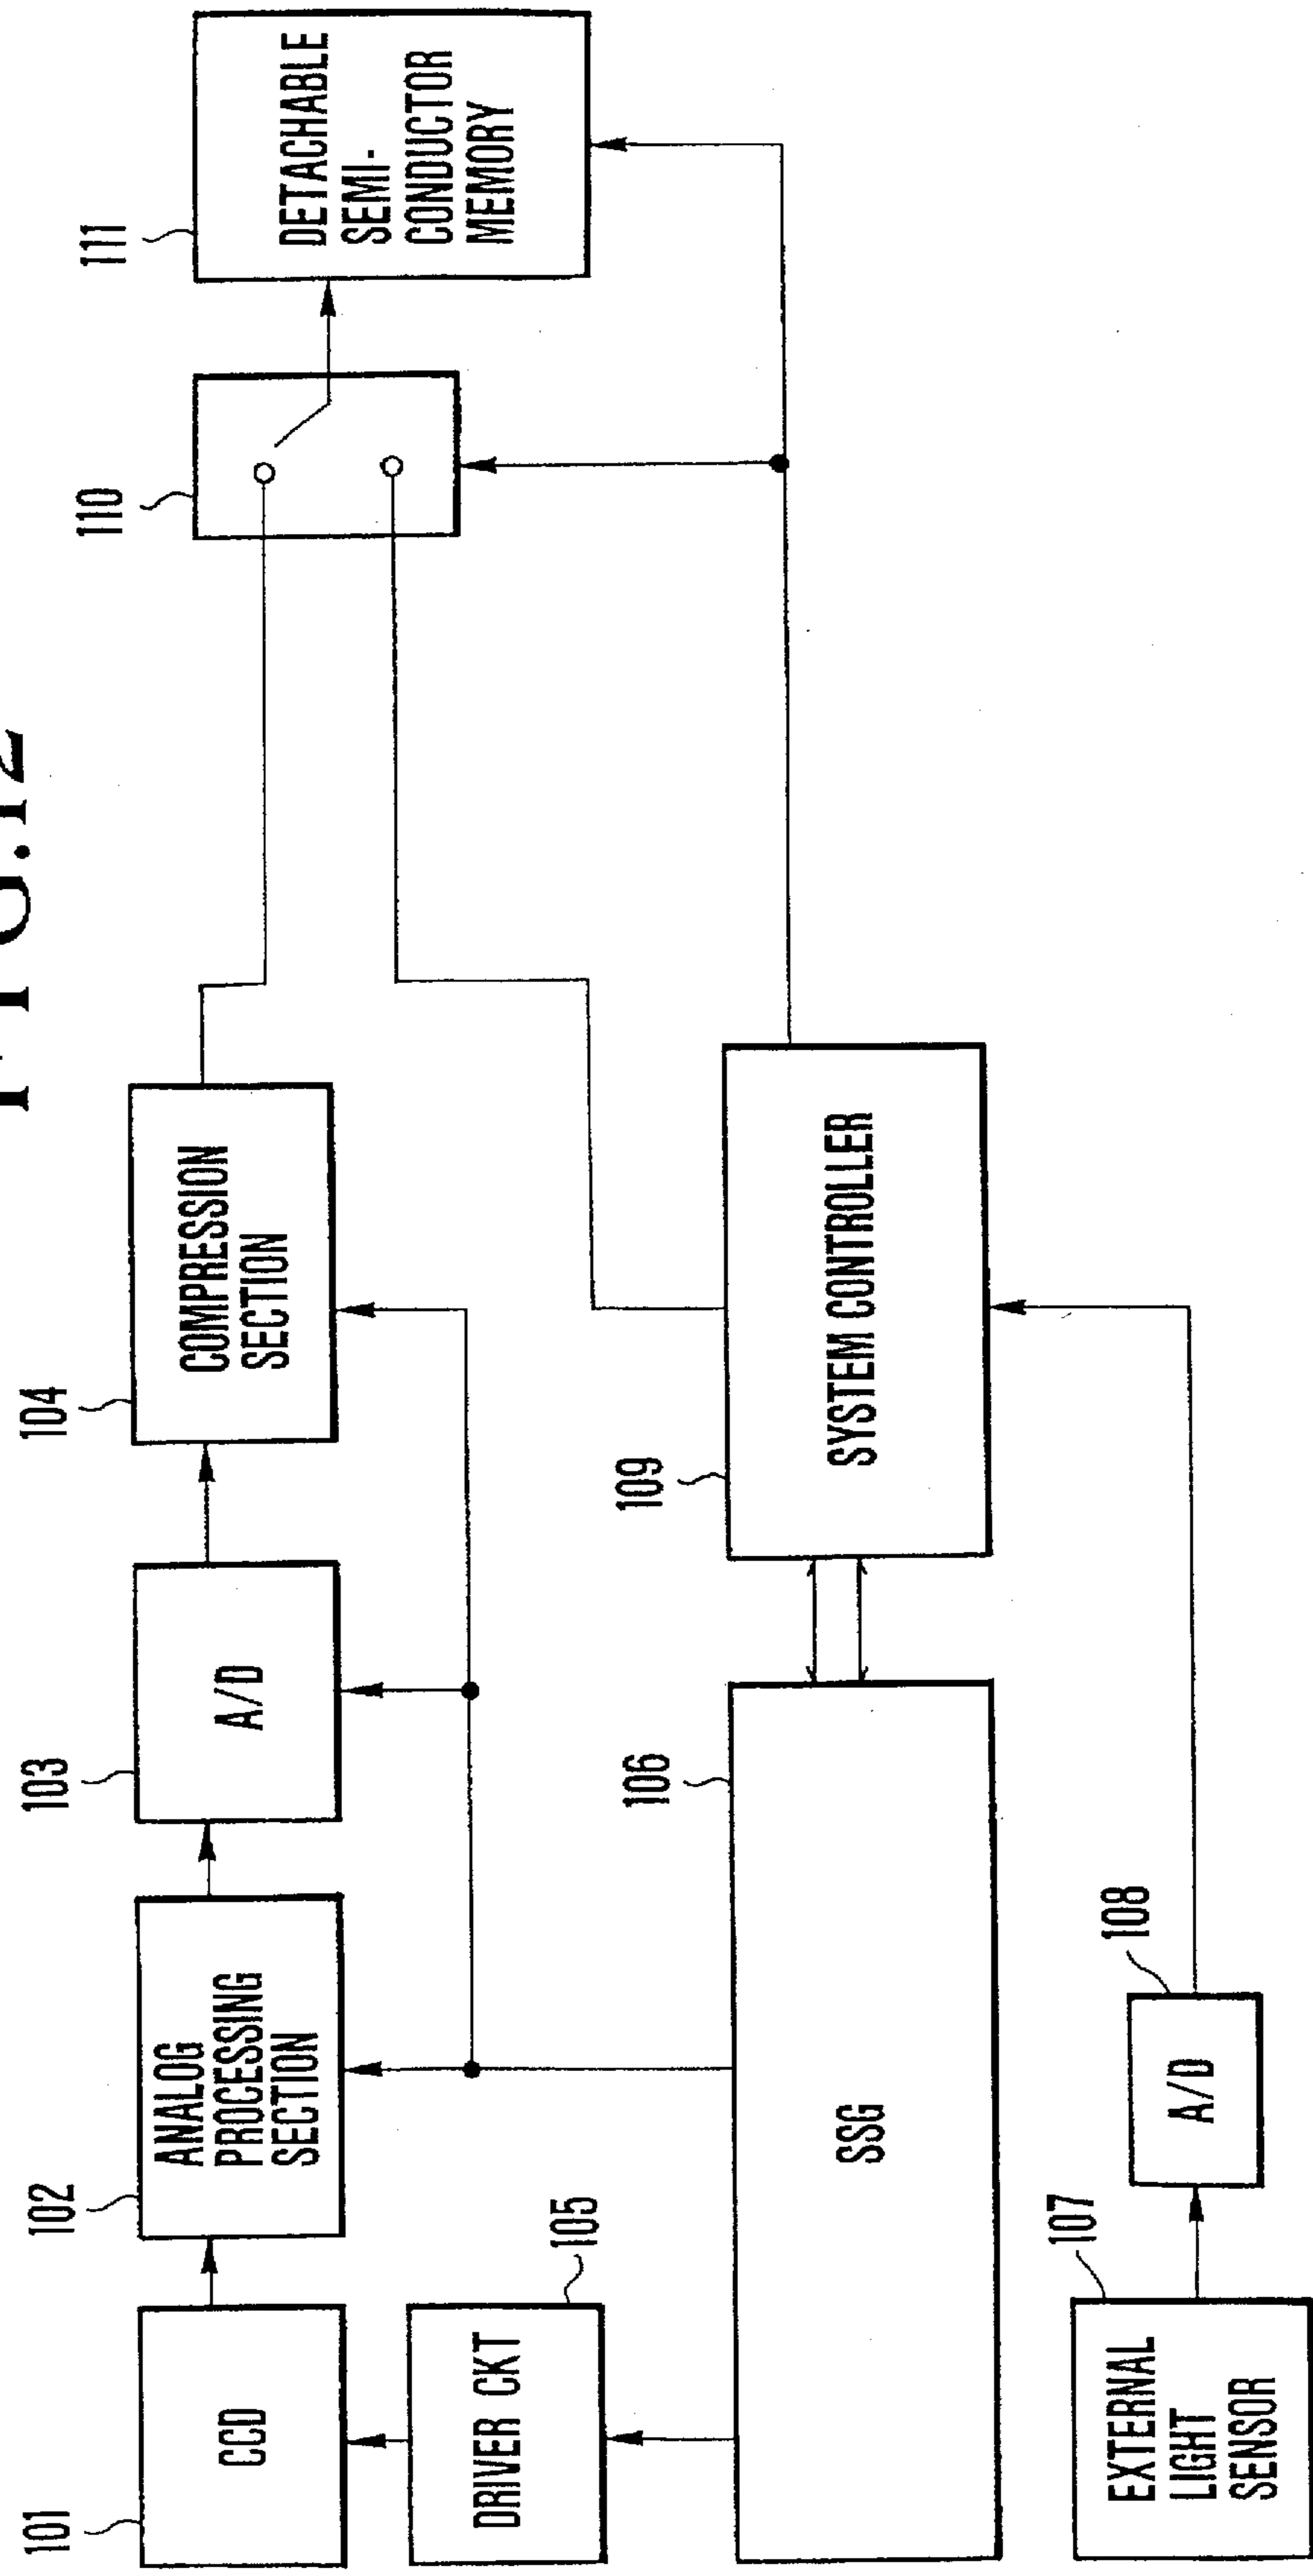 FIG.12
101
CCD
102
ANALOG
PROCESSING
SECTION
103
A/D
104
COMPRESSION
SECTION
110
111
DETACHABLE
SEMI-
CONDUCTOR
MEMORY
105
DRIVER CKT
106
SSG
109
SYSTEM CONTROLLER
107
EXTERNAL
LIGHT
SENSOR
108
A/D